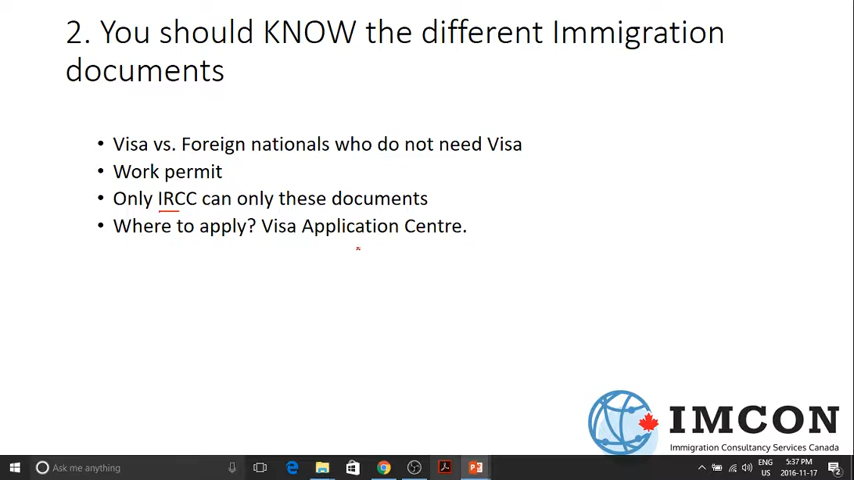 2. You should KNOW the different Immigration
documents
• Visa vs. Foreign nationals who do not need Visa
• Work permit
• Only IRCC can only these documents
• Where to apply? Visa Application Centre.
IMCON
Immigration Consultancy Services Canada
Ask me anything
ENG
US
5:37 PM
2016-11-17
2